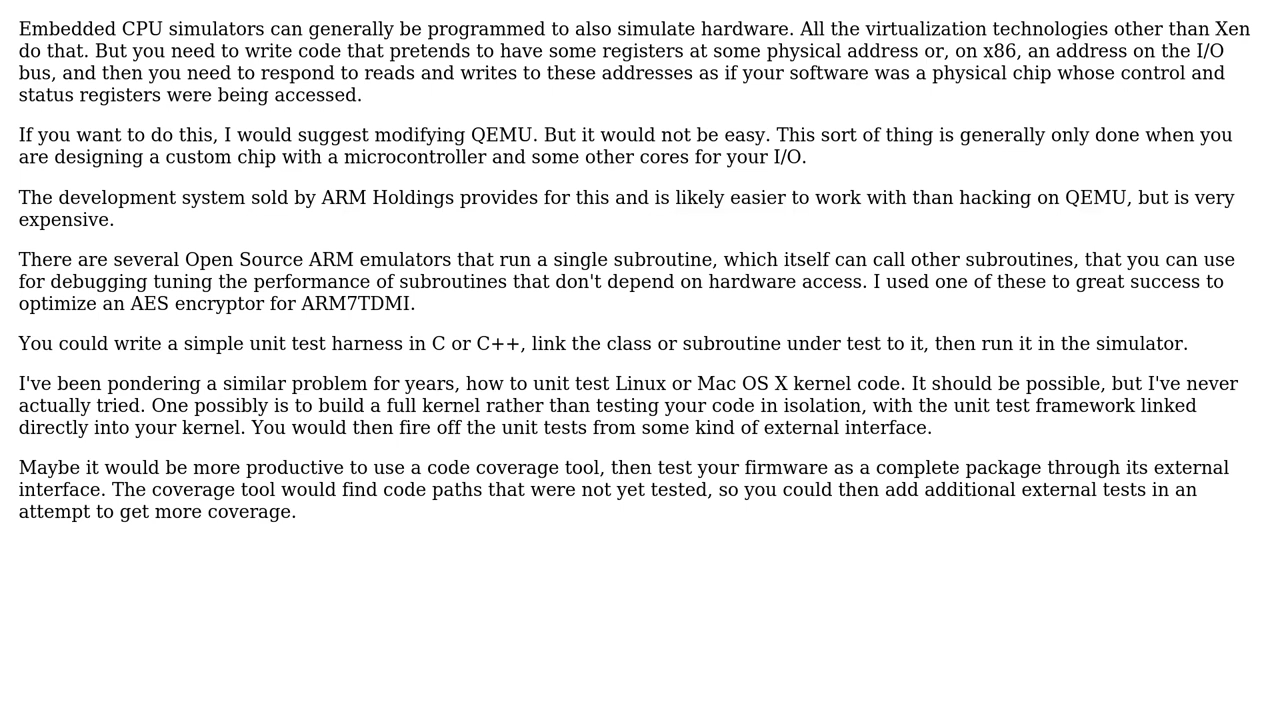 Embedded CPU simulators can generally be programmed to also simulate hardware. All the virtualization technologies other than Xen
do that. But you need to write code that pretends to have some registers at some physical address or, on x86, an address on the I/O
bus, and then you need to respond to reads and writes to these addresses as if your software was a physical chip whose control and
status registers were being accessed.
If you want to do this, I would suggest modifying QEMU. But it would not be easy. This sort of thing is generally only done when you
are designing a custom chip with a microcontroller and some other cores for your I/O.
The development system sold by ARM Holdings provides for this and is likely easier to work with than hacking on QEMU, but is very
expensive.
There are several Open Source ARM emulators that run a single subroutine, which itself can call other subroutines, that you can use
for debugging tuning the performance of subroutines that don't depend on hardware access. I used one of these to great success to
optimize an AES encryptor for ARM7TDMI.
You could write a simple unit test harness in C or C++, link the class or subroutine under test to it, then run it in the simulator.
I've been pondering a similar problem for years, how to unit test Linux or Mac OS X kernel code. It should be possible, but I've never
actually tried. One possibly is to build a full kernel rather than testing your code in isolation, with the unit test framework linked
directly into your kernel. You would then fire off the unit tests from some kind of external interface.
Maybe it would be more productive to use a code coverage tool, then test your firmware as a complete package through its external
interface. The coverage tool would find code paths that were not yet tested, so you could then add additional external tests in an
attempt to get more coverage.